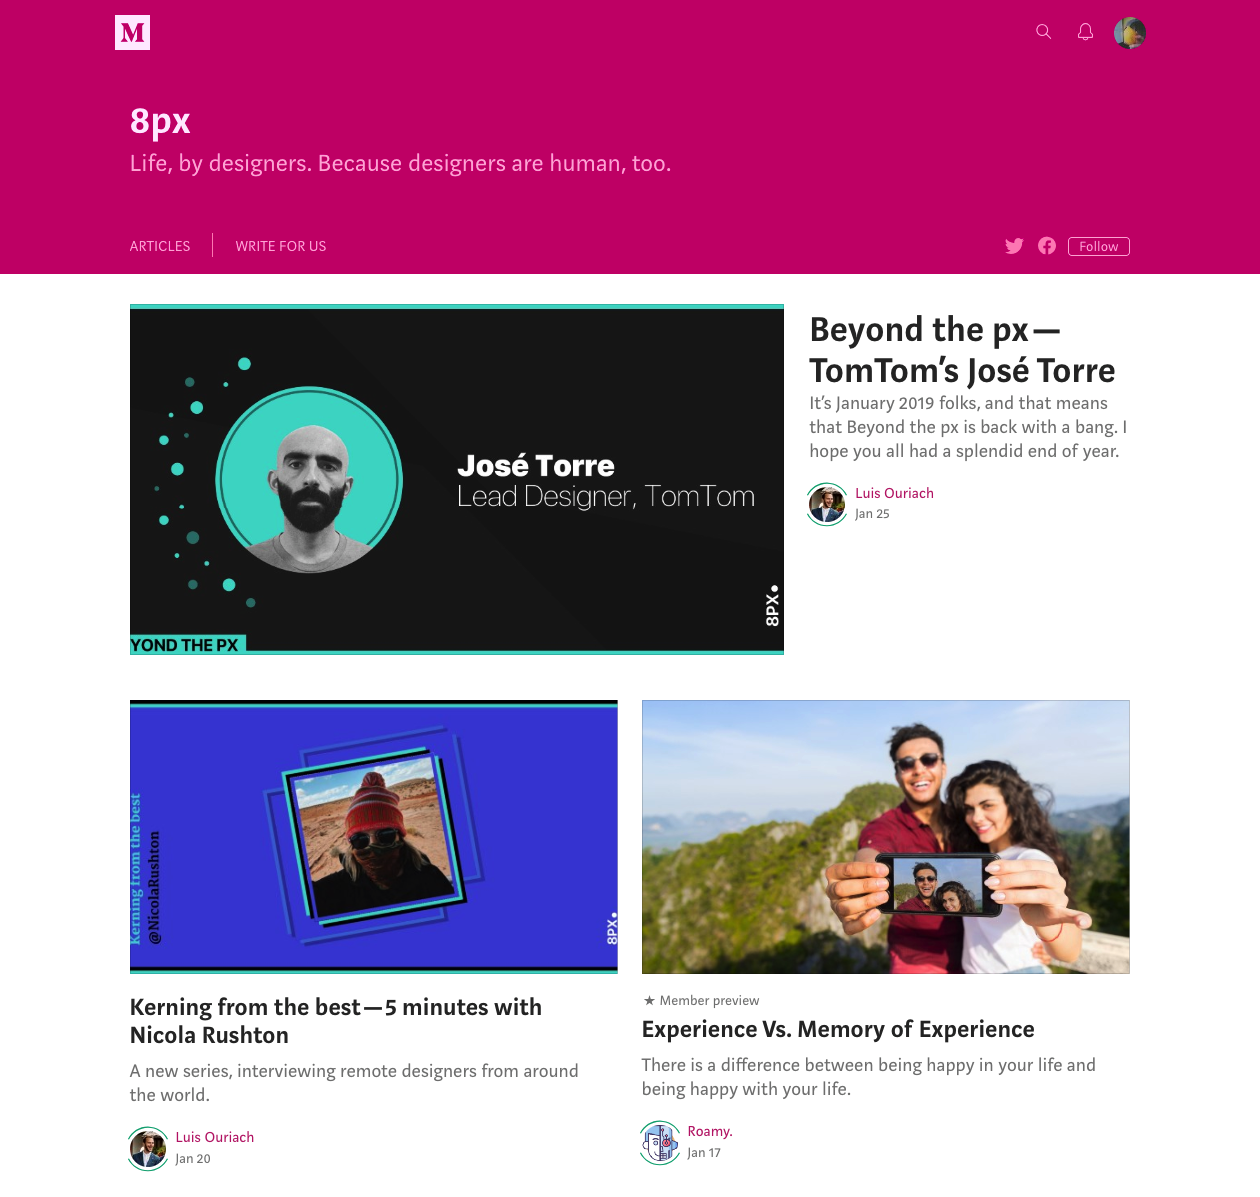 M
8px
Life, by designers. Because designers are human, too.
ARTICLES
WRITE FOR US
Follow
José Torre
Lead Designer, TomTom
8PX
YOND THE PX
Beyond the px —
TomTom’s José Torre
It’s January 2019 folks, and that means
that Beyond the px is back with a bang. I
hope you all had a splendid end of year.
Luis Ouriach
Jan 25
Kerning from the best
@NicolaRushton
8PX
Kerning from the best — 5 minutes with
Nicola Rushton
A new series, interviewing remote designers from around
the world.
Luis Ouriach
Jan 20
★ Member preview
Experience Vs. Memory of Experience
There is a difference between being happy in your life and
being happy with your life.
Roamy.
Jan 17